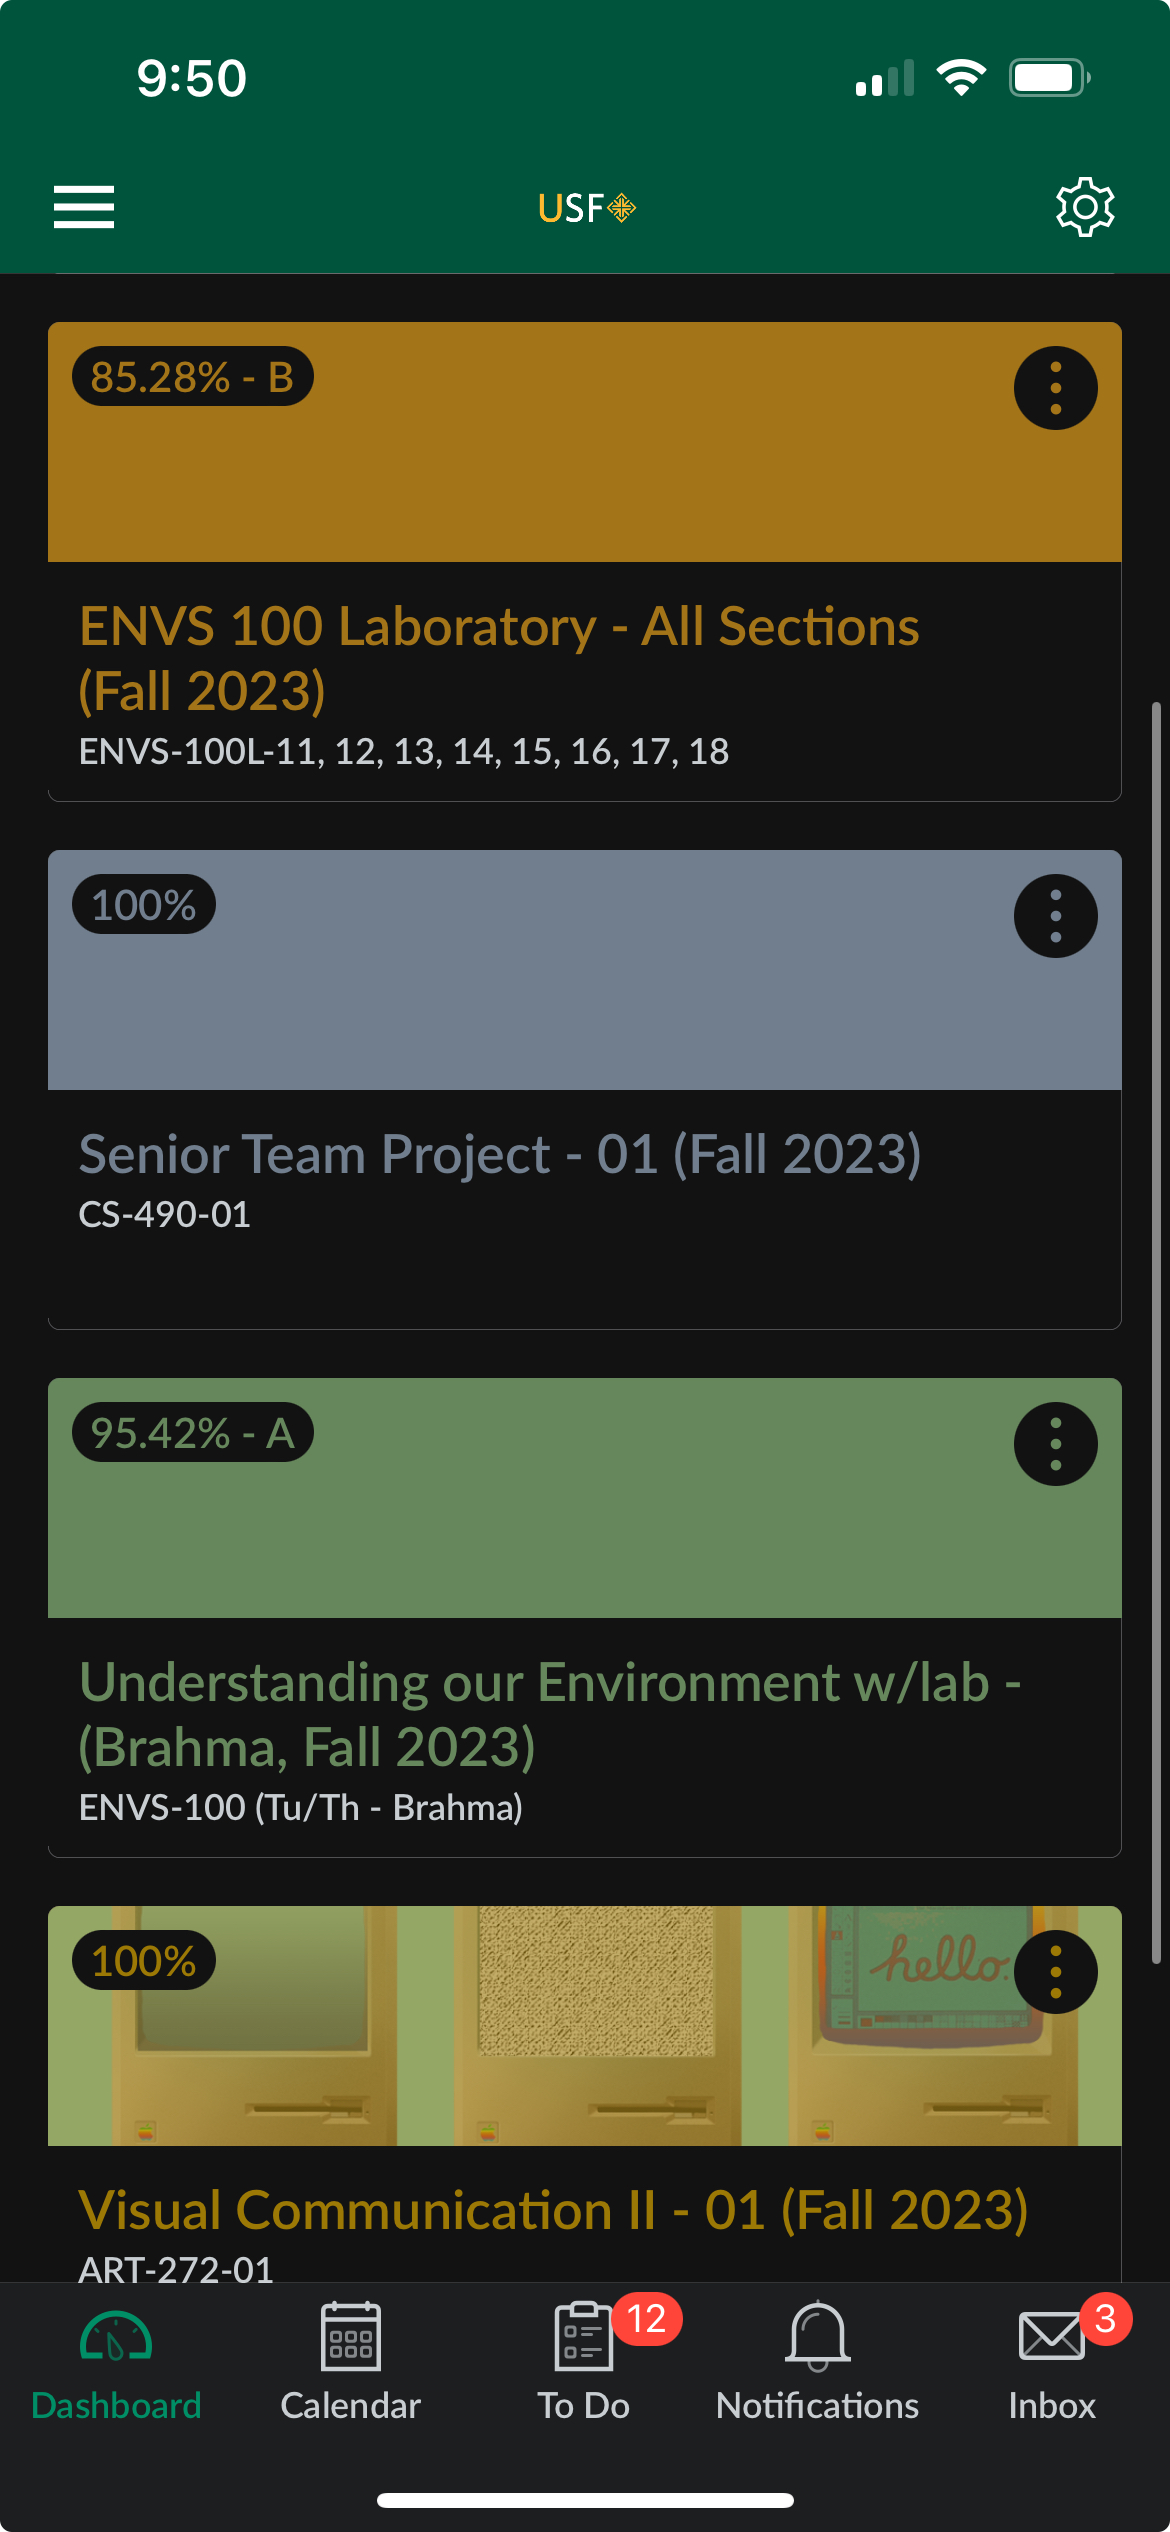 9:50
USF
85.28% - B
ENVS 100 Laboratory - All Sections
(Fall 2023)
ENVS-100L-11, 12, 13, 14, 15, 16, 17, 18
100%
Senior Team Project - 01 (Fall 2023)
CS-490-01
95.42% - A
Understanding our Environment w/lab -
(Brahma, Fall 2023)
ENVS-100 (Tu/Th - Brahma)
100%
hello.
Visual Communication II - 01 (Fall 2023)
ART-272-01
12
3
Dashboard
Calendar
To Do
Notifications
Inbox